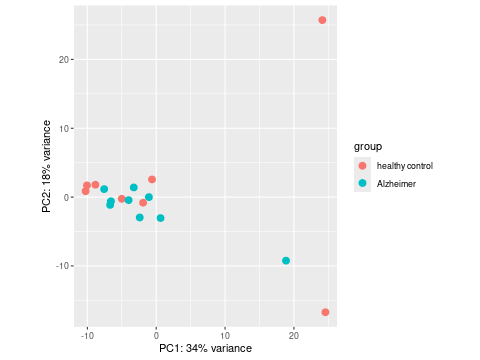 20
10
0
-10
PC2: 18% variance
-10
0
10
20
PC1: 34% variance
group
healthy control
Alzheimer